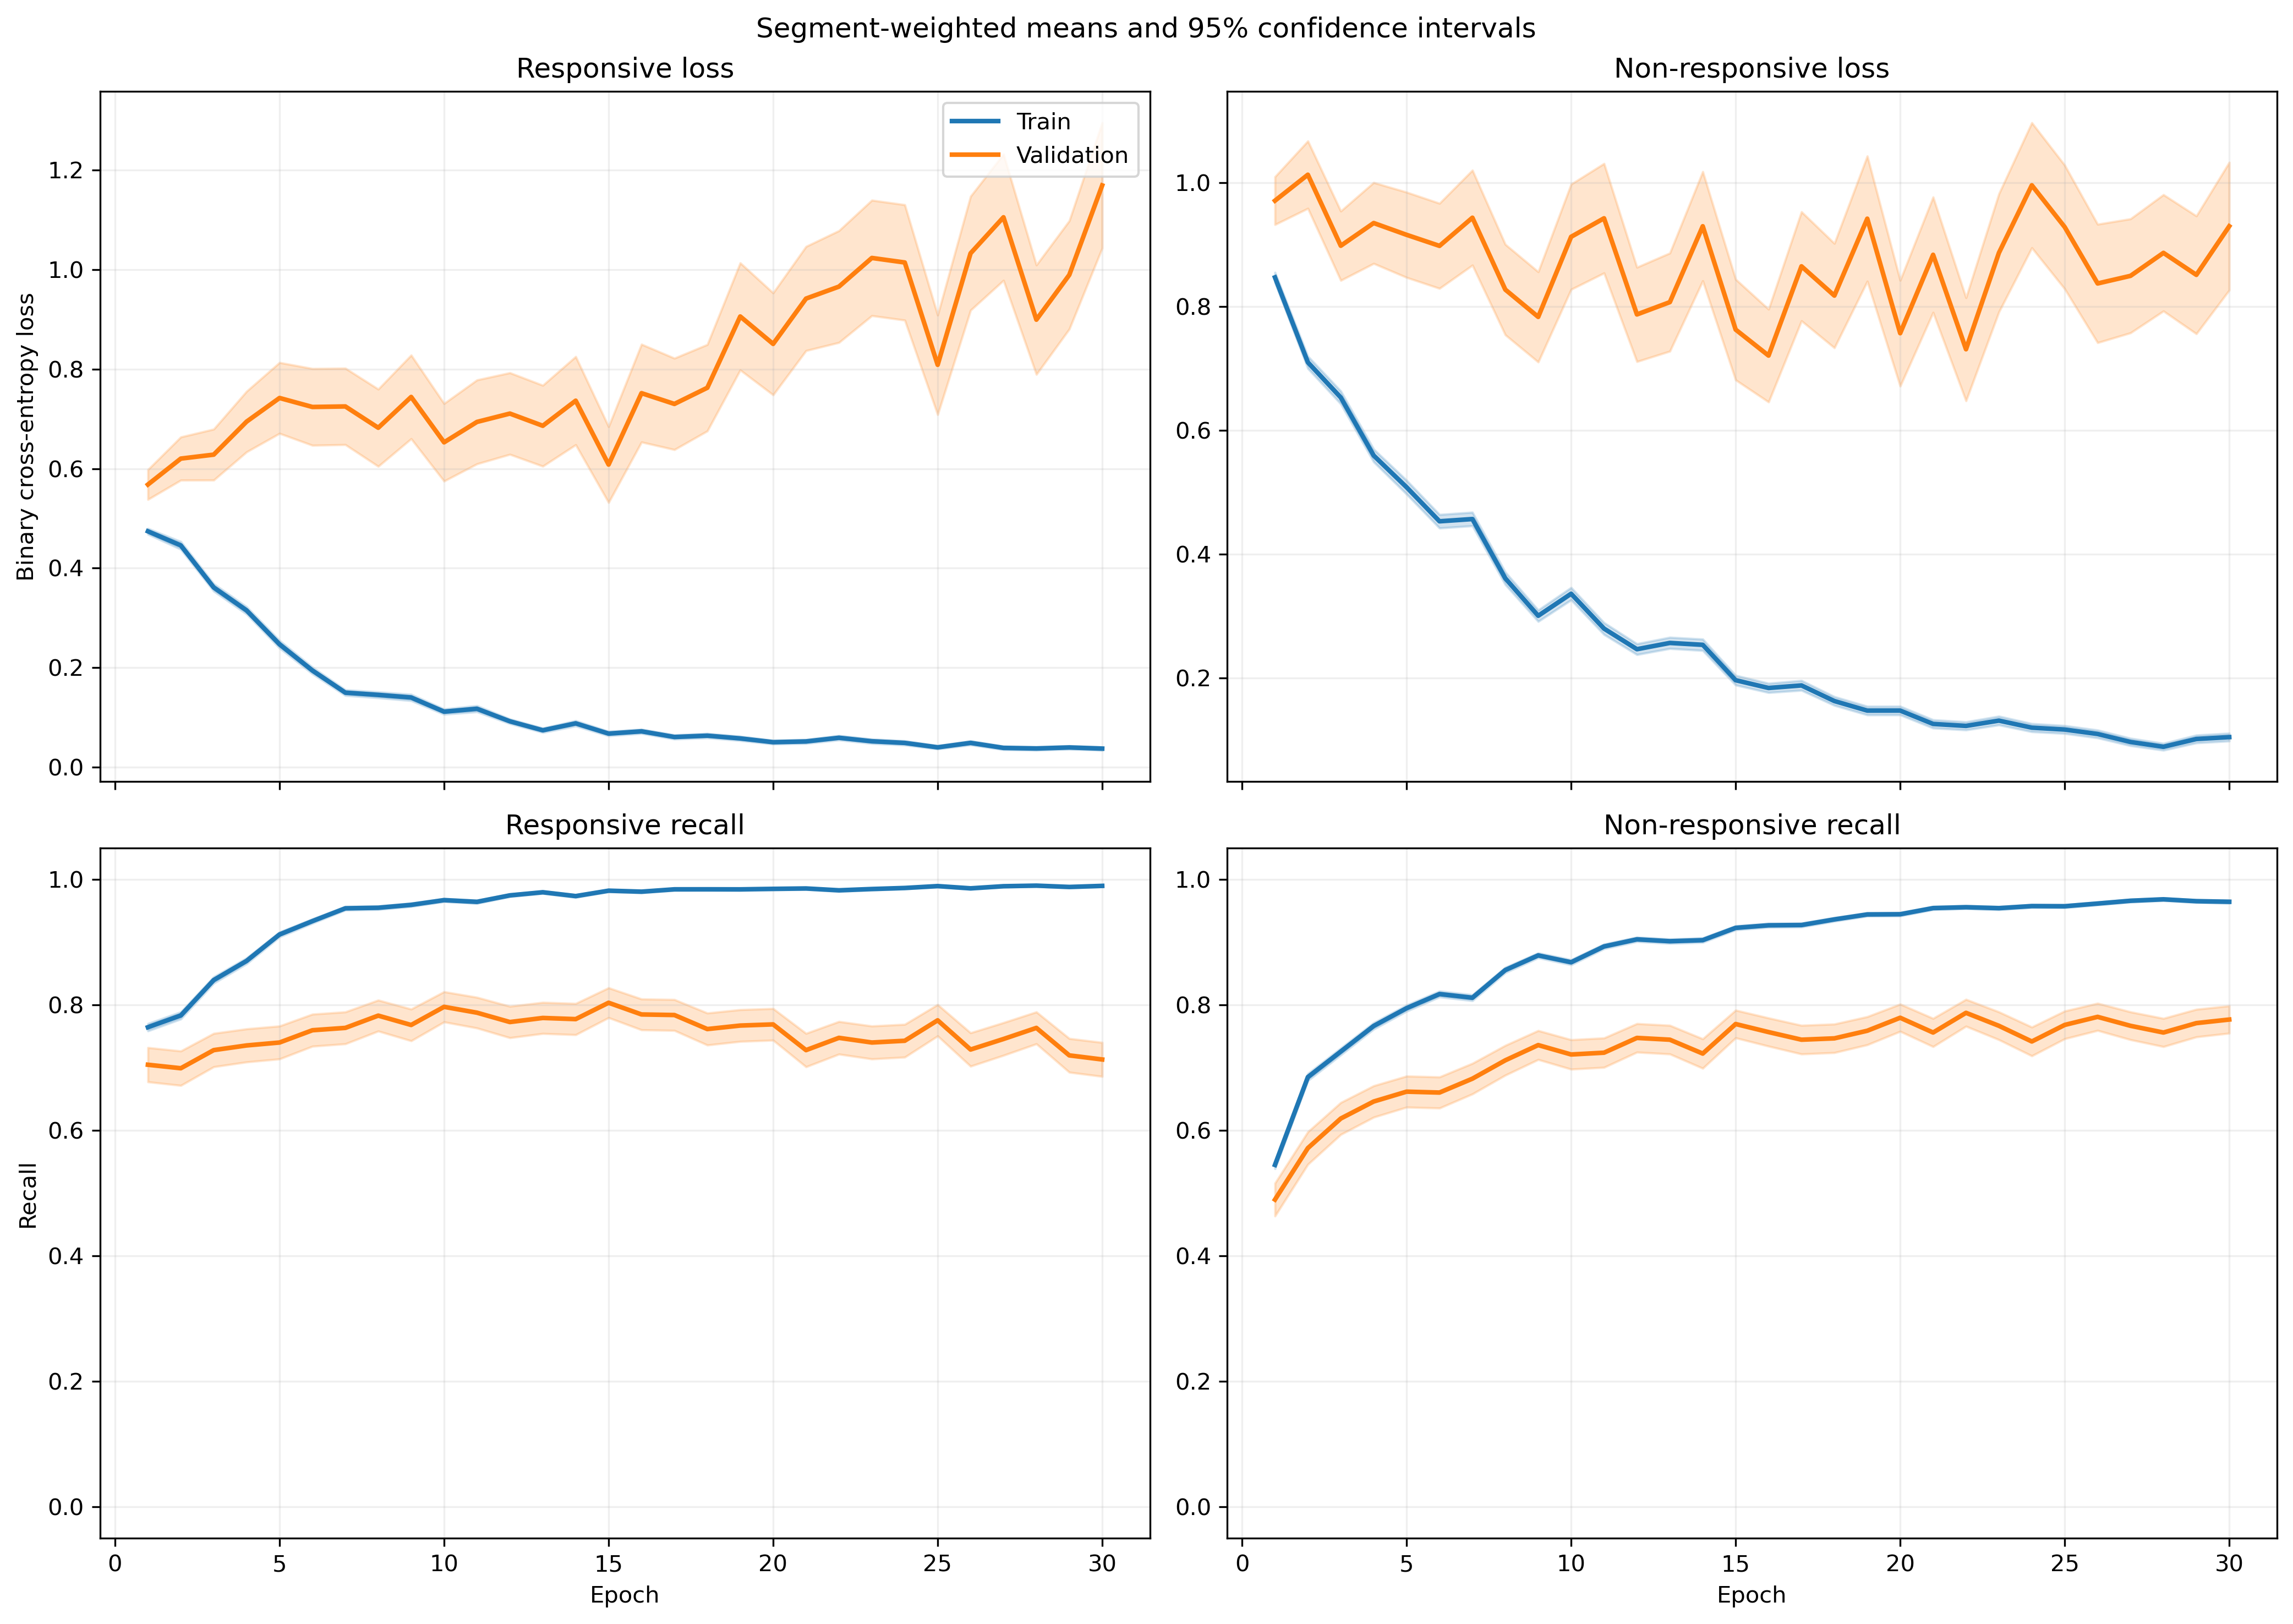 Segment-weighted means and 95% confidence intervals
Responsive loss
Non-responsive loss
Train
Validation
Binary cross-entropy loss
1.2
1.0
0.8
0.6
0.4
0.2
0.0
1.0
0.8
0.6
0.4
0.2
Responsive recall
Non-responsive recall
Recall
1.0
0.8
0.6
0.4
0.2
0.0
1.0
0.8
0.6
0.4
0.2
0.0
0 5 10 15 20 25 30
0 5 10 15 20 25 30
Epoch
Epoch